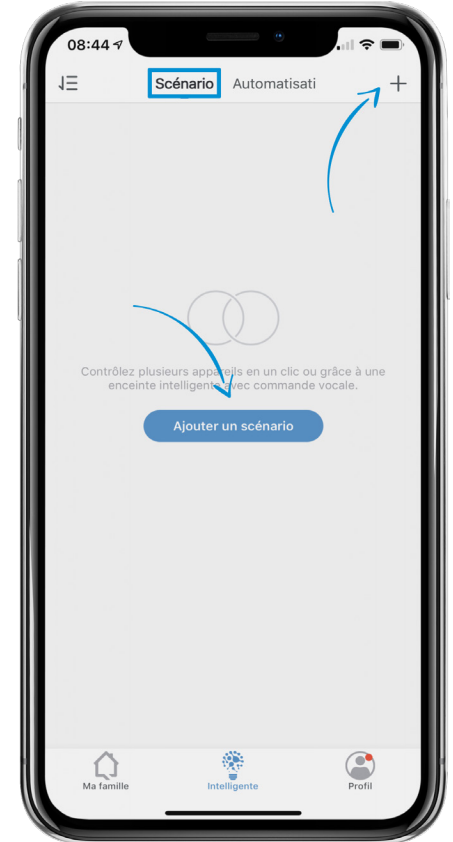 08:44
Scénario Automatisati
Contrôlez plusieurs appareils en un clic ou grâce à une
enceinte intelligente avec commande vocale.
Ajouter un scénario
Ma famille Intelligente Profil